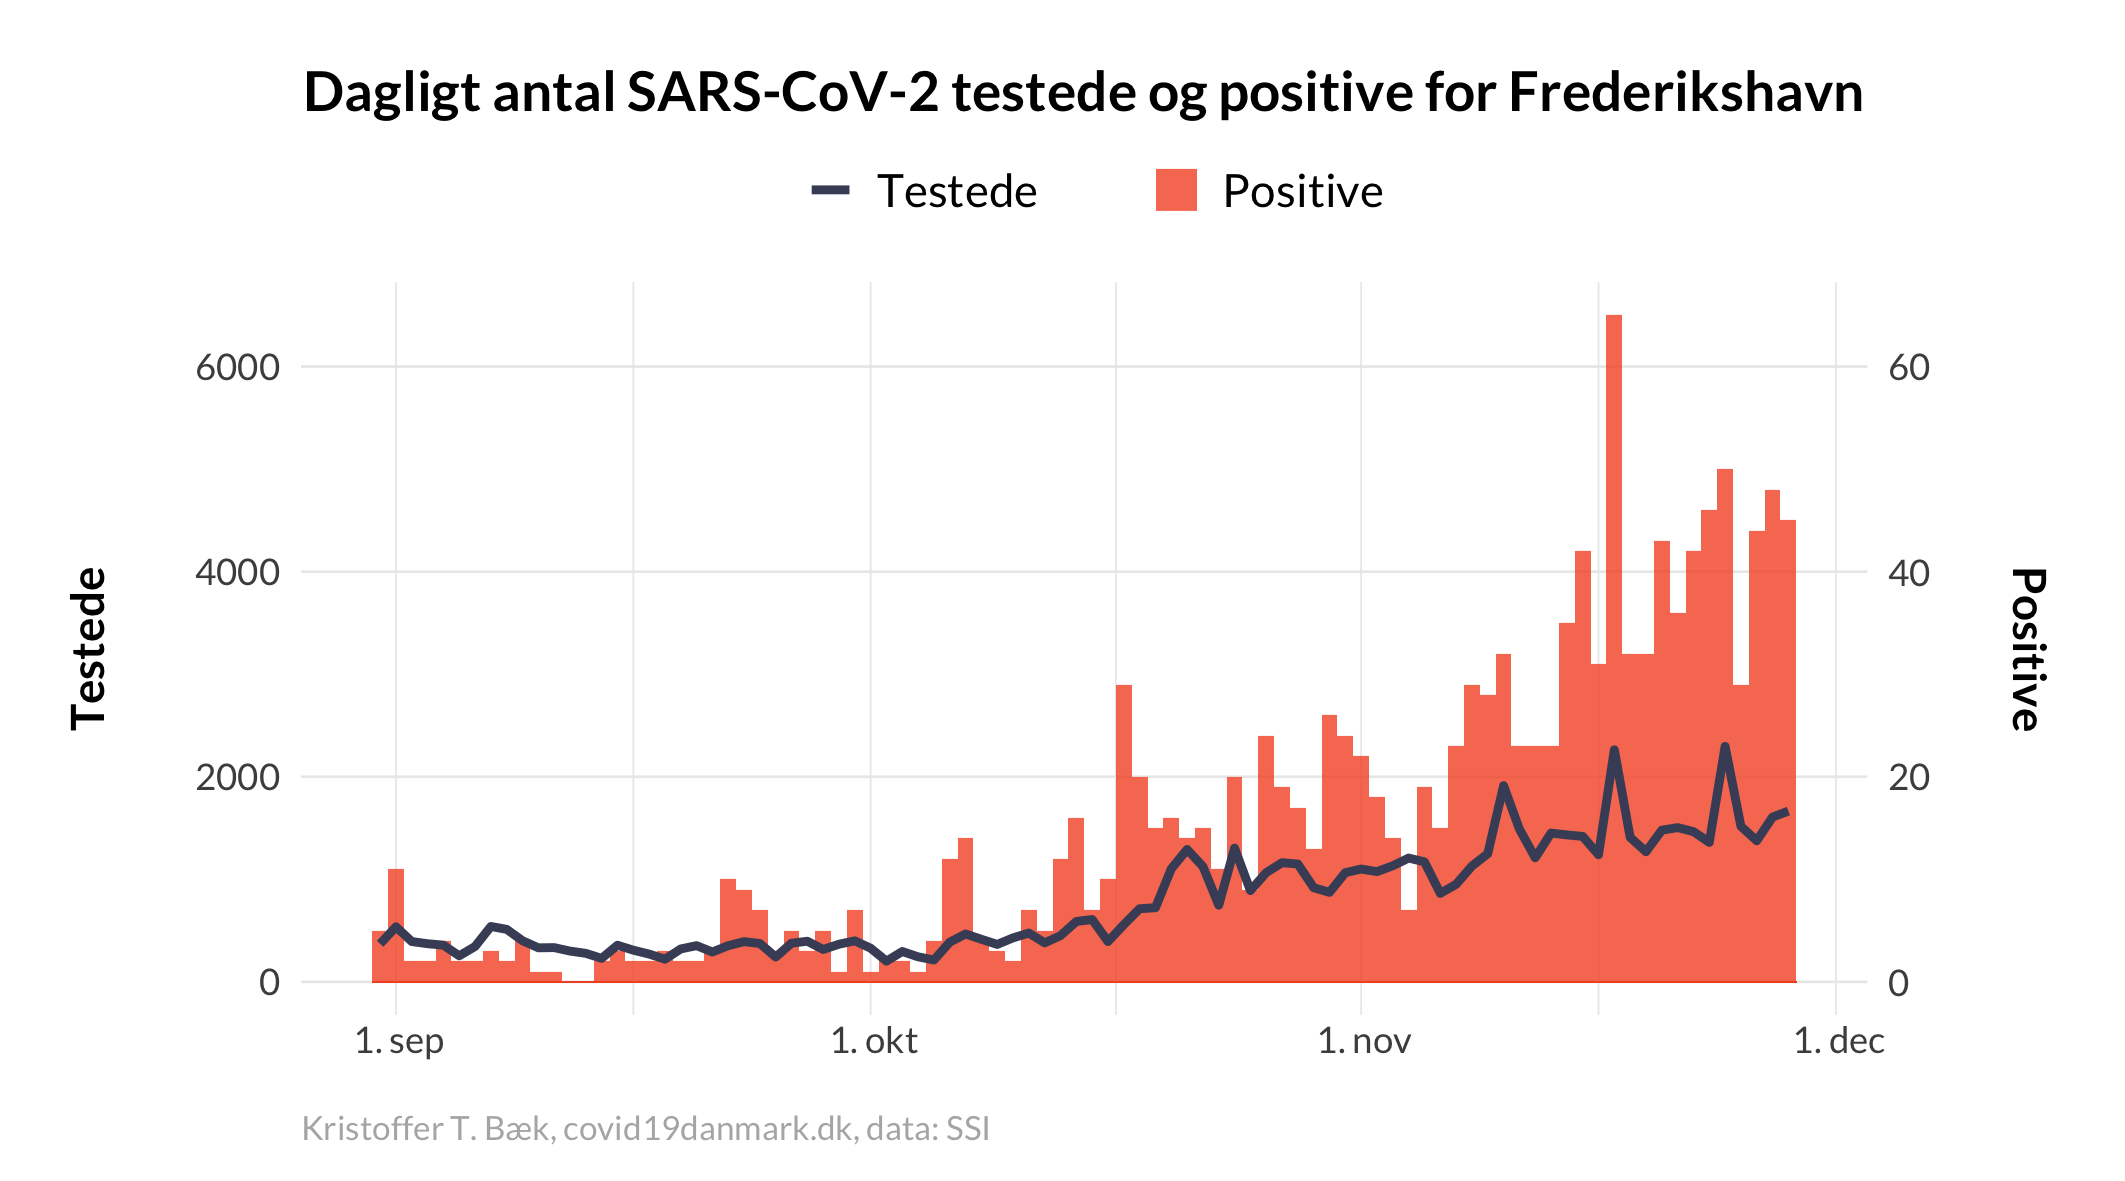 Dagligt antal SARS-CoV-2 testede og positive for Frederikshavn
Testede
Positive
6000
4000
2000
0
60
40
20
0
Testede
Positive
1. sep
1. okt
1. nov
1. dec
Kristoffer T. Bæk, covid19danmark.dk, data: SSI